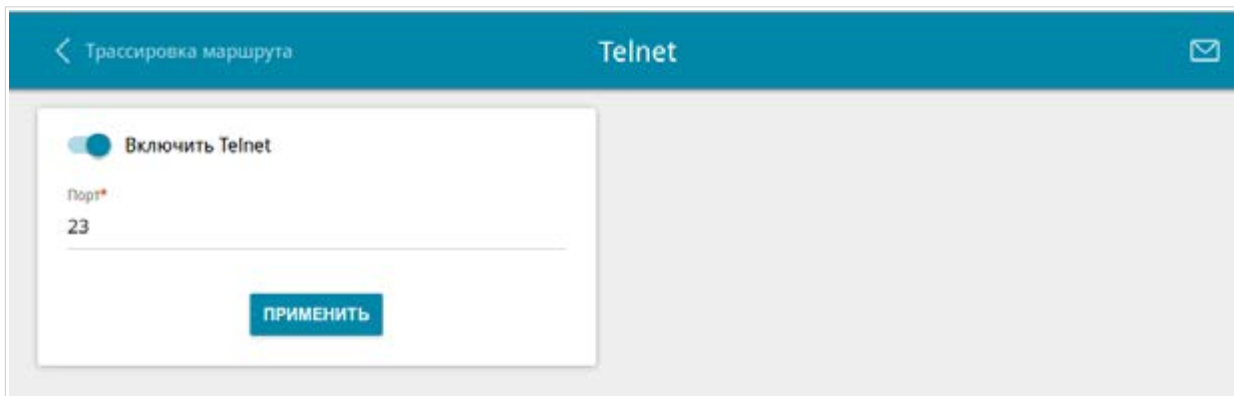 Трассировка маршрута
Telnet
Включить Telnet
Порт*
23
ПРИМЕНИТЬ